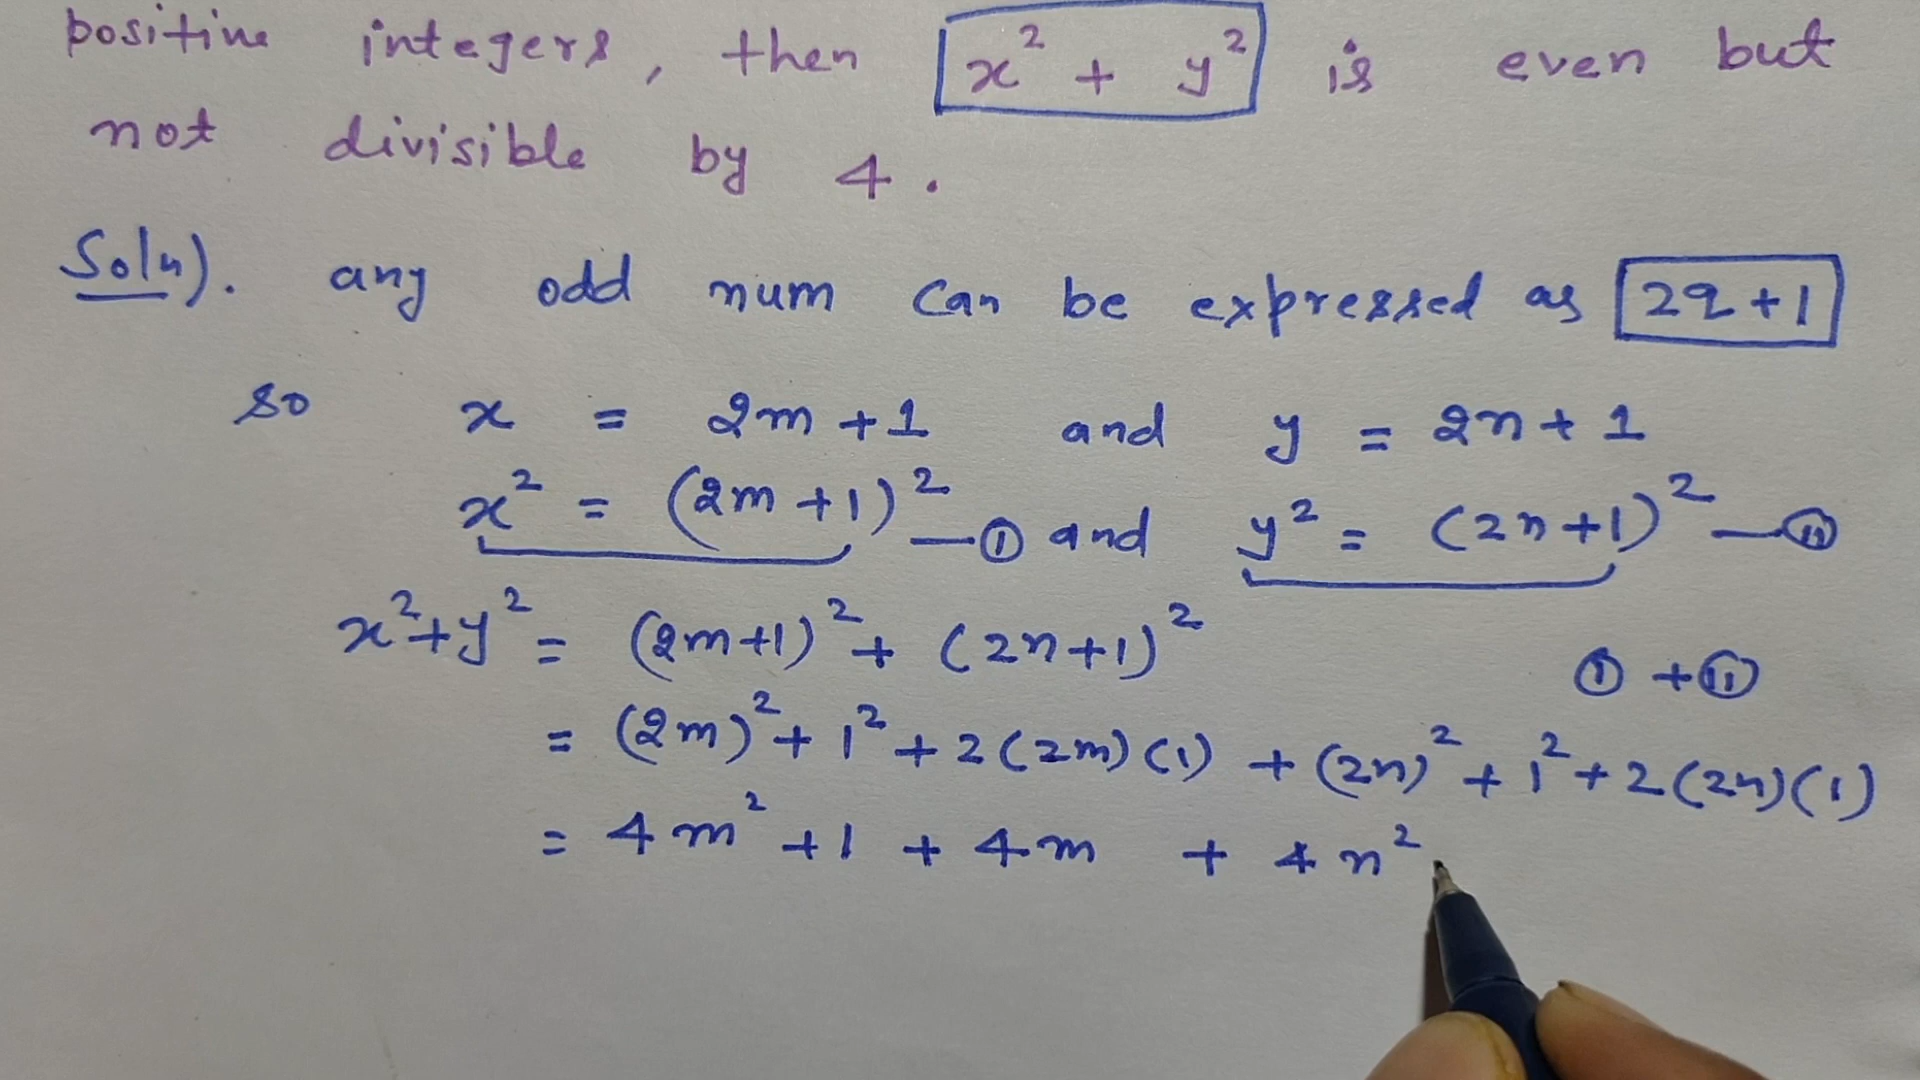 positive integers, then x² + y² is even but
not divisible by 4.
Soln). any odd num can be expressed as 2q+1
so x = 2m+1 and y = 2n+1
x² = (2m+1)² — ① and y² = (2n+1)² — ⑪
x²+y² = (2m+1)² + (2n+1)² ① + ⑪
= (2m)² + 1² + 2(2m)(1) + (2n)² + 1² + 2(2n)(1)
= 4m² + 1 + 4m + 4n²